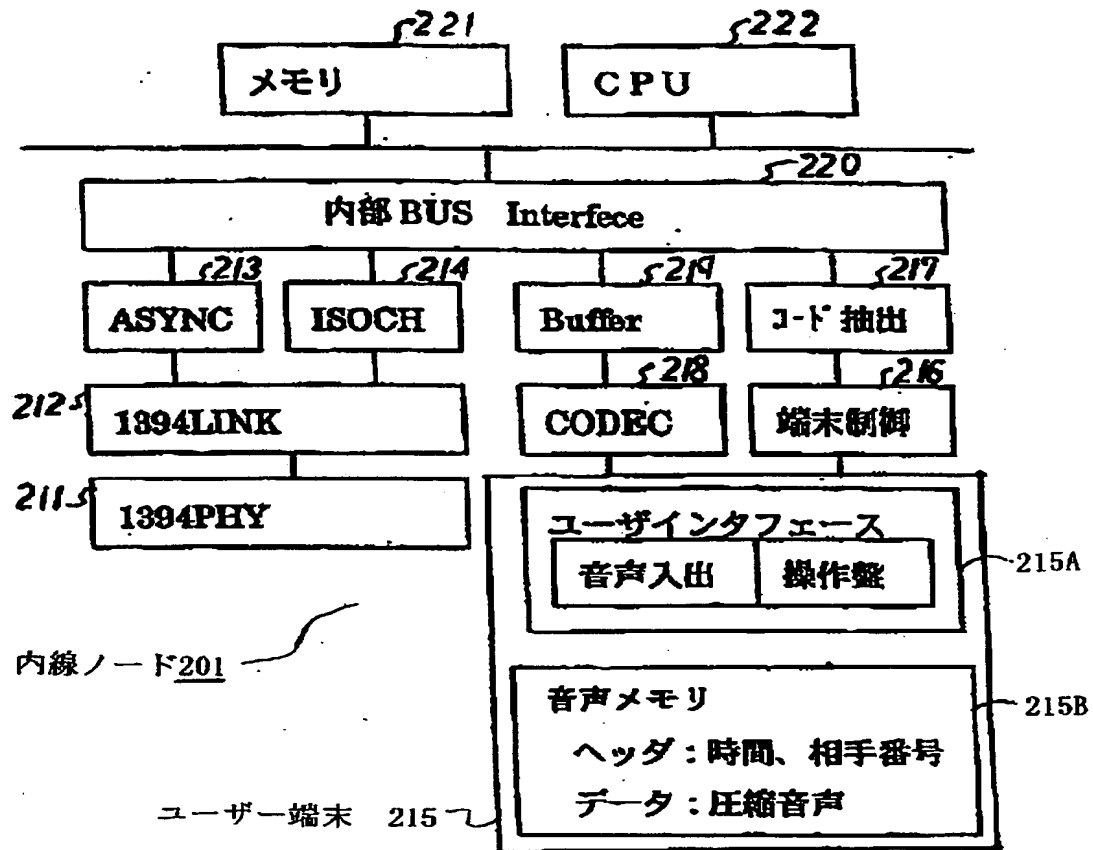 221
222
メモリ
CPU
220
内部BUS Interfece
213
214
219
217
ASYNC
ISOCH
Buffer
コード抽出
218
216
212
1394LINK
CODEC
端末制御
211
1394PHY
ユーザインタフェース
音声入出
操作盤
215A
内線ノード201
音声メモリ
215B
ヘッダ:時間、相手番号
データ:圧縮音声
ユーザー端末 215